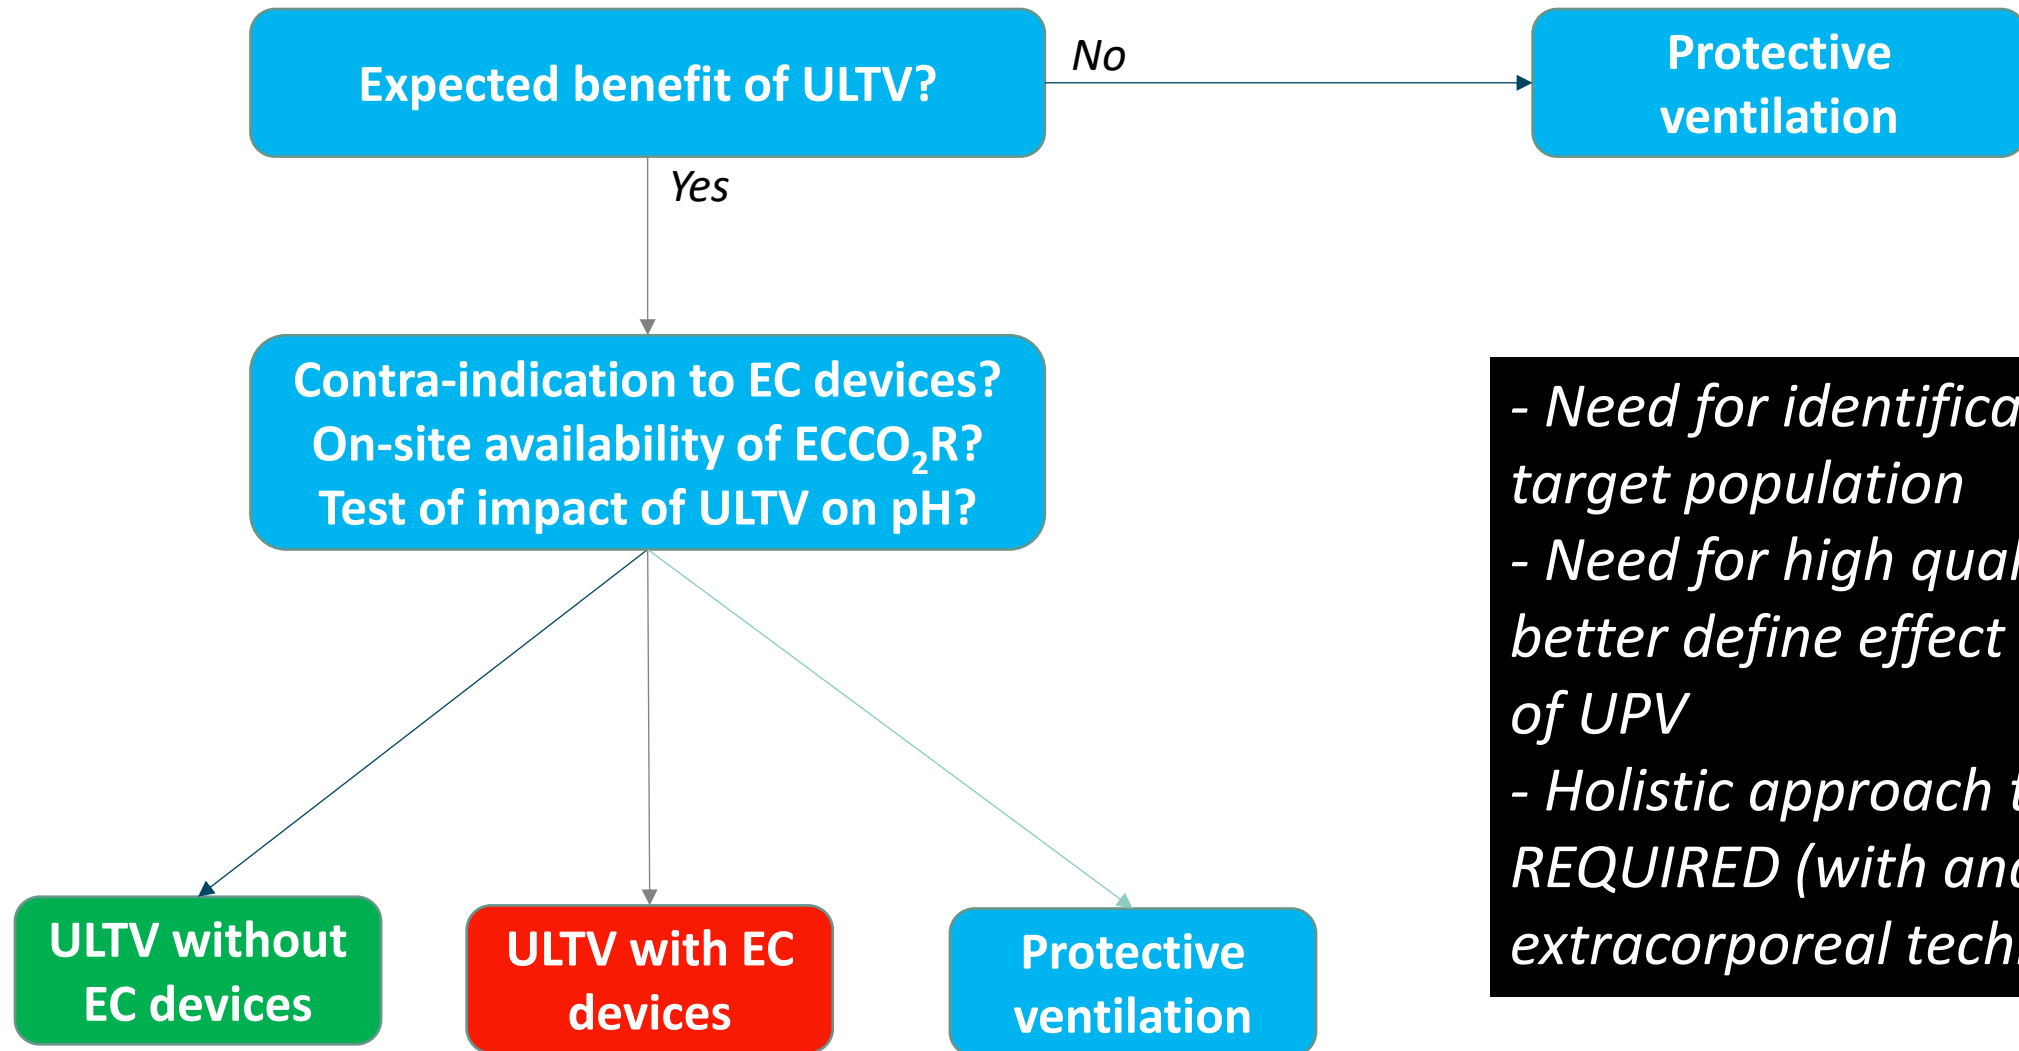 Expected benefit of ULTV?
No
Protective
ventilation
Yes
Contra-indication to EC devices?
On-site availability of ECCO₂R?
Test of impact of ULTV on pH?
- Need for
target population
- Need for high
better define effect
of UPV
- Holistic approach
REQUIRED (with
extracorporeal
ULTV without
EC devices
ULTV with EC
devices
Protective
ventilation